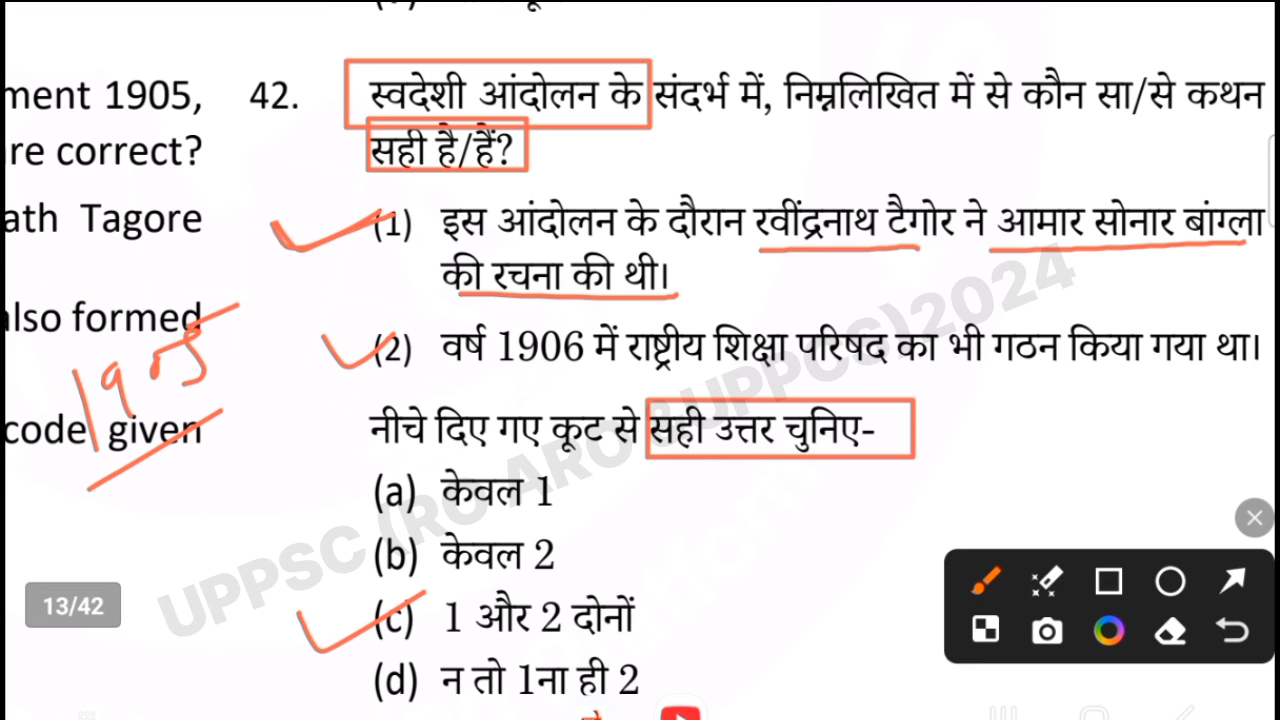 ment 1905,
re correct?
ath Tagore
also formed
1905
code given
42. स्वदेशी आंदोलन के संदर्भ में, निम्नलिखित में से कौन सा/से कथन
सही है/हैं?
(1) इस आंदोलन के दौरान रवींद्रनाथ टैगोर ने आमार सोनार बांग्ला
की रचना की थी।
(2) वर्ष 1906 में राष्ट्रीय शिक्षा परिषद का भी गठन किया गया था।
नीचे दिए गए कूट से सही उत्तर चुनिए-
(a) केवल 1
(b) केवल 2
(c) 1 और 2 दोनों
(d) न तो 1ना ही 2
UPPSC (RO ARO &UPPCS) 2024
13/42